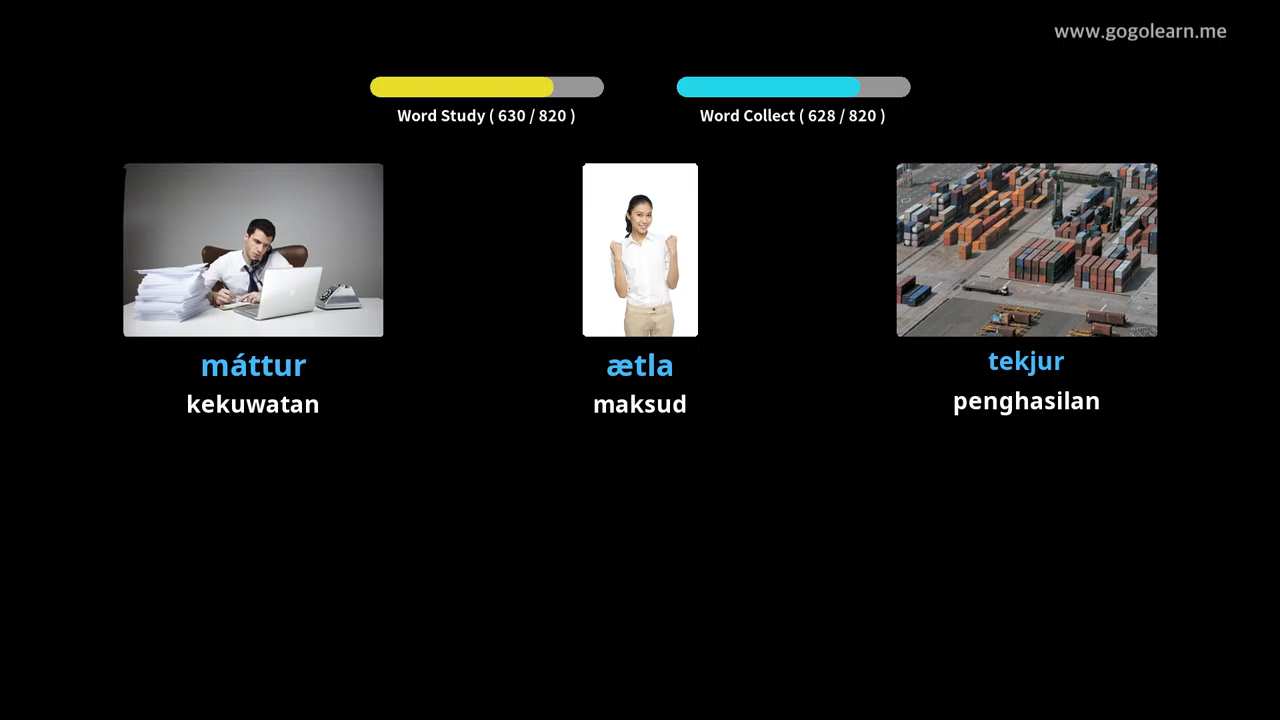 www.gogolearn.me
Word Study ( 630 / 820 )
Word Collect ( 628 / 820 )
máttur
kekuwatan
ætla
maksud
tekjur
penghasilan